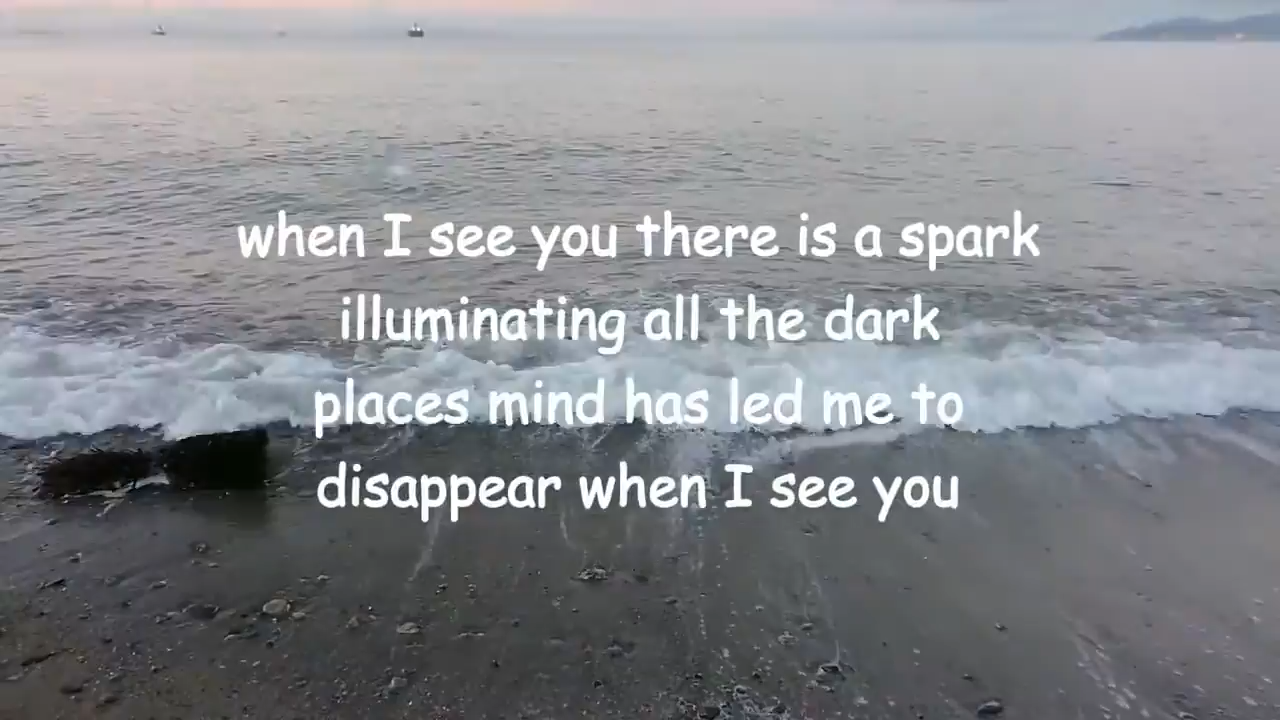 when I see you there is a spark
illuminating all the dark
places mind has led me to
disappear when I see you